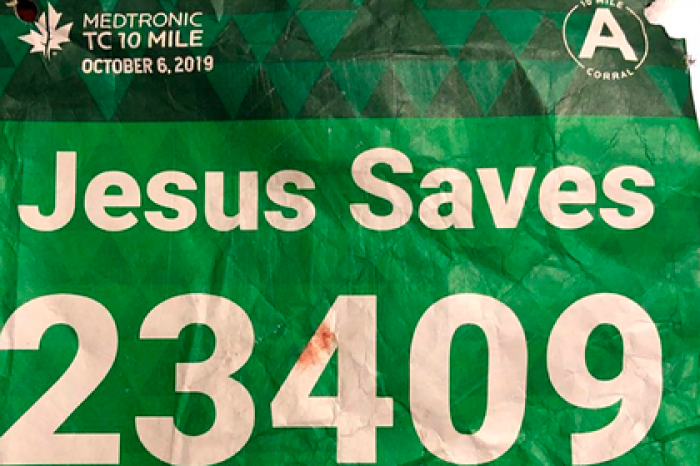 MEDTRONIC
TC 10 MILE
OCTOBER 6, 2019
10 MILE
A
CORRAL
Jesus Saves
23409